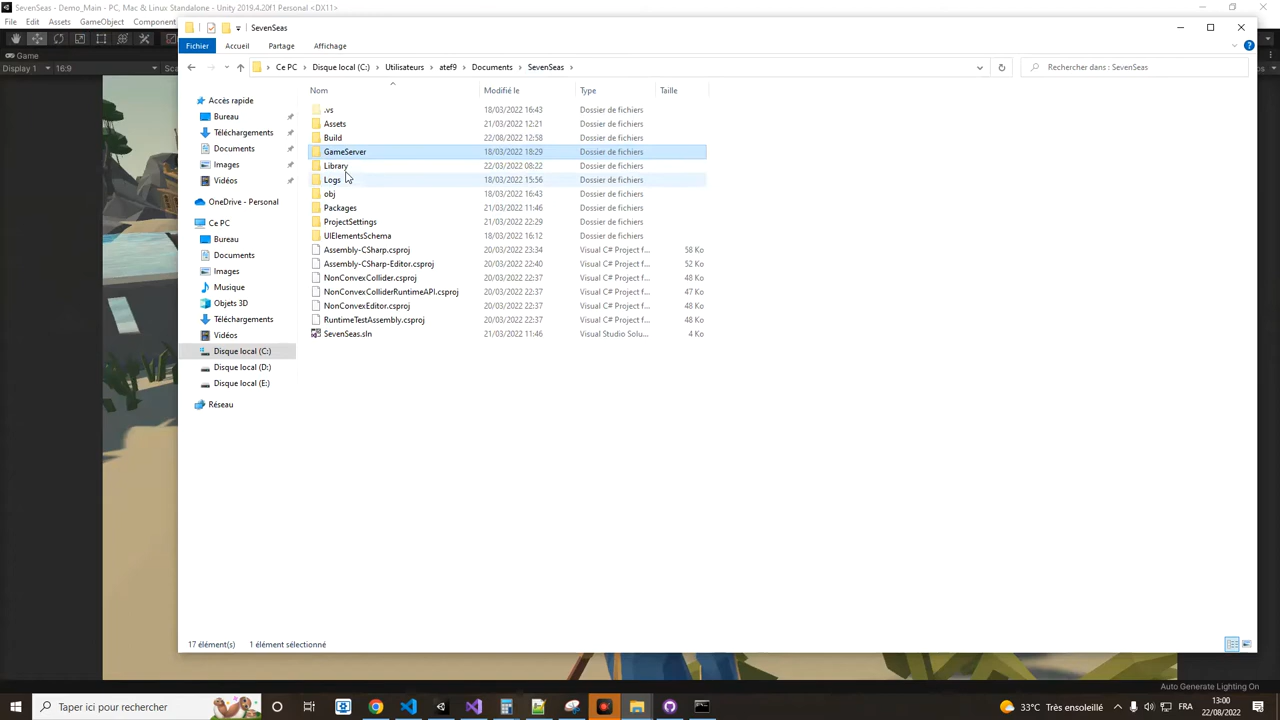 SevenSeas - Demo_Main - PC, Mac & Linux Standalone - Unity 2019.4.20f1 Personal <DX11>
File Edit Assets GameObject Component
Game
Display 1 16:9 Sca
SevenSeas
Fichier Accueil Partage Affichage
Ce PC > Disque local (C:) > Utilisateurs > atef9 > Documents > SevenSeas >
Rechercher dans : SevenSeas
Nom Modifié le Type Taille
Accès rapide
Bureau
Téléchargements
Documents
Images
Vidéos
OneDrive - Personal
Ce PC
Bureau
Documents
Images
Musique
Objets 3D
Téléchargements
Vidéos
Disque local (C:)
Disque local (D:)
Disque local (E:)
Réseau
.vs 18/03/2022 16:43 Dossier de fichiers
Assets 21/03/2022 12:21 Dossier de fichiers
Build 22/08/2022 12:58 Dossier de fichiers
GameServer 18/03/2022 18:29 Dossier de fichiers
Library 22/03/2022 08:22 Dossier de fichiers
Logs 18/03/2022 15:56 Dossier de fichiers
obj 18/03/2022 16:43 Dossier de fichiers
Packages 21/03/2022 11:46 Dossier de fichiers
ProjectSettings 21/03/2022 22:29 Dossier de fichiers
UIElementsSchema 18/03/2022 16:12 Dossier de fichiers
Assembly-CSharp.csproj 20/03/2022 23:34 Visual C# Project f... 58 Ko
Assembly-CSharp-Editor.csproj 20/03/2022 22:40 Visual C# Project f... 52 Ko
NonConvexCollider.csproj 20/03/2022 22:37 Visual C# Project f... 48 Ko
NonConvexColliderRuntimeAPI.csproj 20/03/2022 22:37 Visual C# Project f... 47 Ko
NonConvexEditor.csproj 20/03/2022 22:37 Visual C# Project f... 48 Ko
RuntimeTestAssembly.csproj 20/03/2022 22:37 Visual C# Project f... 48 Ko
SevenSeas.sln 21/03/2022 11:46 Visual Studio Solu... 4 Ko
17 élément(s) 1 élément sélectionné
Auto Generate Lighting On
Taper ici pour rechercher
33°C Très ensoleillé
FR
13:00
22/08/2022